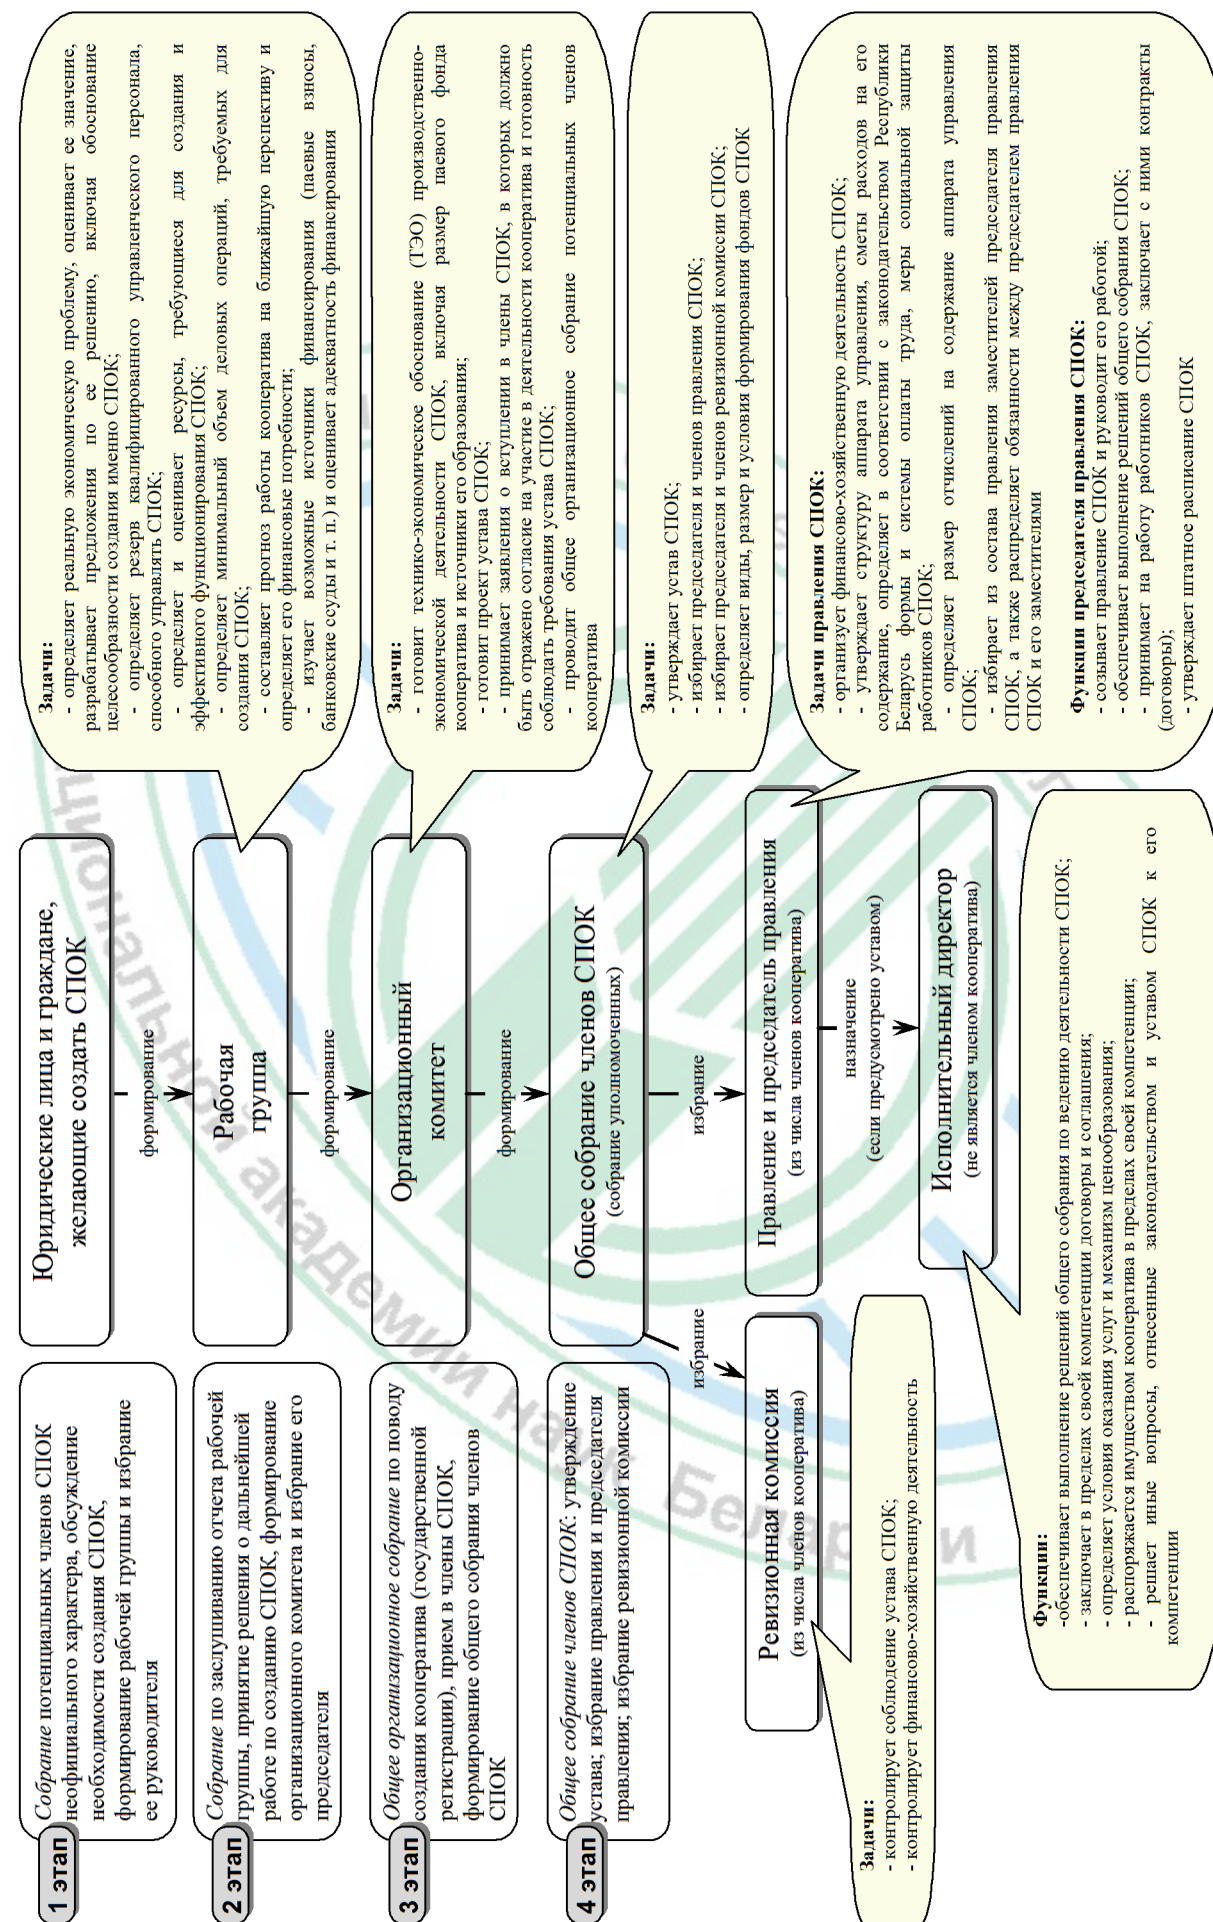 1 этап
Собрание потенциальных членов СПОК
неофициального характера, обсуждение
необходимости создания СПОК,
формирование рабочей группы и избрание
ее руководителя
Юридические лица и граждане,
желающие создать СПОК
формирование
2 этап
Собрание по заслушиванию отчета рабочей
группы, принятие решения о дальнейшей
работе по созданию СПОК, формирование
организационного комитета и избрание его
председателя
Рабочая
группа
Задачи:
- определяет реальную экономическую проблему, оценивает ее значение,
разрабатывает предложения по ее решению, включая обоснование
целесообразности создания именно СПОК;
- определяет резерв квалифицированного управленческого персонала,
способного управлять СПОК;
- определяет и оценивает ресурсы, требующиеся для создания и
эффективного функционирования СПОК;
- определяет минимальный объем деловых операций, требуемых для
создания СПОК;
- составляет прогноз работы кооператива на ближайшую перспективу и
определяет его финансовые потребности;
- изучает возможные источники финансирования (паевые взносы,
банковские ссуды и т. п.) и оценивает адекватность финансирования
формирование
3 этап
Общее организационное собрание по поводу
создания кооператива (государственной
регистрации), прием в члены СПОК,
формирование общего собрания членов
СПОК
Организационный
комитет
Задачи:
- готовит технико-экономическое обоснование (ТЭО) производственно-
экономической деятельности СПОК, включая размер паевого фонда
кооператива и источники его образования;
- готовит проект устава СПОК;
- принимает заявления о вступлении в члены СПОК, в которых должно
быть отражено согласие на участие в деятельности кооператива и готовность
соблюдать требования устава СПОК;
- проводит общее организационное собрание потенциальных членов
кооператива
формирование
4 этап
Общее собрание членов СПОК: утверждение
устава; избрание правления и председателя
правления; избрание ревизионной комиссии
Общее собрание членов СПОК
(собрание уполномоченных)
Задачи:
- утверждает устав СПОК;
- избирает председателя и членов правления СПОК;
- избирает председателя и членов ревизионной комиссии СПОК;
- определяет виды, размер и условия формирования фондов СПОК
избрание
избрание
Ревизионная комиссия
(из числа членов кооператива)
Задачи:
- контролирует соблюдение устава СПОК;
- контролирует финансово-хозяйственную деятельность
Правление и председатель правления
(из числа членов кооператива)
Задачи правления СПОК:
- организует финансово-хозяйственную деятельность СПОК;
- утверждает структуру аппарата управления, сметы расходов на его
содержание, определяет в соответствии с законодательством Республики
Беларусь формы и системы оплаты труда, меры социальной защиты
работников СПОК;
- определяет размер отчислений на содержание аппарата управления
СПОК;
- избирает из состава правления заместителей председателя правления
СПОК, а также распределяет обязанности между председателем правления
СПОК и его заместителями
Функции председателя правления СПОК:
- созывает правление СПОК и руководит его работой;
- обеспечивает выполнение решений общего собрания СПОК;
- принимает на работу работников СПОК, заключает с ними контракты
(договоры);
- утверждает штатное расписание СПОК
назначение
(если предусмотрено уставом)
Исполнительный директор
(не является членом кооператива)
Функции:
-обеспечивает выполнение решений общего собрания по ведению деятельности СПОК;
- заключает в пределах своей компетенции договоры и соглашения;
- определяет условия оказания услуг и механизм ценообразования;
- распоряжается имуществом кооператива в пределах своей компетенции;
- решает иные вопросы, отнесенные законодательством и уставом СПОК к его
компетенции
академии наук Беларуси